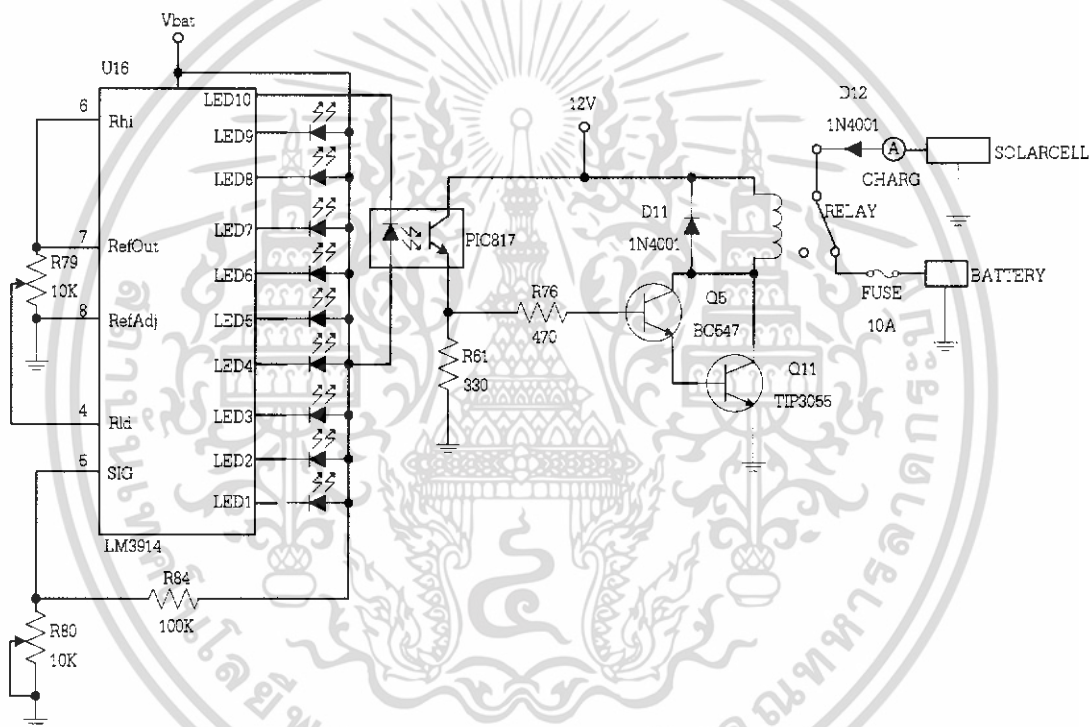 Vbat
U16
6
Rhi
7
RefOut
R79
10K
8
RefAdj
4
Rld
5
SIG
LM3914
LED10
LED9
LED8
LED7
LED6
LED5
LED4
LED3
LED2
LED1
R84
100K
R80
10K
PIC817
R61
330
R76
470
12V
D11
1N4001
Q5
BC547
Q11
TIP3055
RELAY
D12
1N4001
A
CHARG
SOLARCELL
FUSE
10A
BATTERY